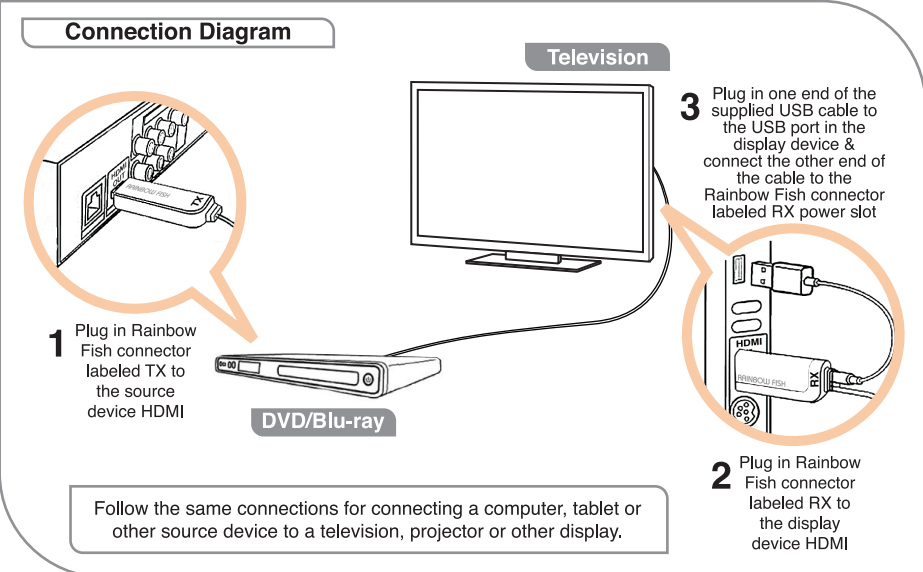 Connection Diagram
Television
3
Plug in one end of the
supplied USB cable to
the USB port in the
display device &
connect the other end of
the cable to the
Rainbow Fish connector
labeled RX power slot
HDMI
OUT
RAINBOW FISH
TX
1
Plug in Rainbow
Fish connector
labeled TX to
the source
device HDMI
DVD/Blu-ray
HDMI
RAINBOW FISH
RX
2
Plug in Rainbow
Fish connector
labeled RX to
the display
device HDMI
Follow the same connections for connecting a computer, tablet or
other source device to a television, projector or other display.